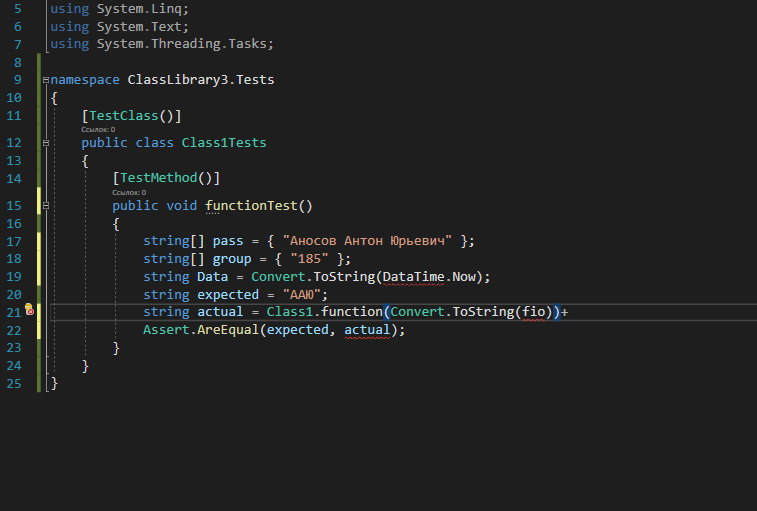 5 using System.Linq;
6 using System.Text;
7 using System.Threading.Tasks;
8
9 namespace ClassLibrary3.Tests
10 {
11 [TestClass()]
Ссылок: 0
12 public class Class1Tests
13 {
14 [TestMethod()]
Ссылок: 0
15 public void functionTest()
16 {
17 string[] pass = { "Аносов Антон Юрьевич" };
18 string[] group = { "185" };
19 string Data = Convert.ToString(DataTime.Now);
20 string expected = "ААЮ";
21 string actual = Class1.function(Convert.ToString(fio))+
22 Assert.AreEqual(expected, actual);
23 }
24 }
25 }